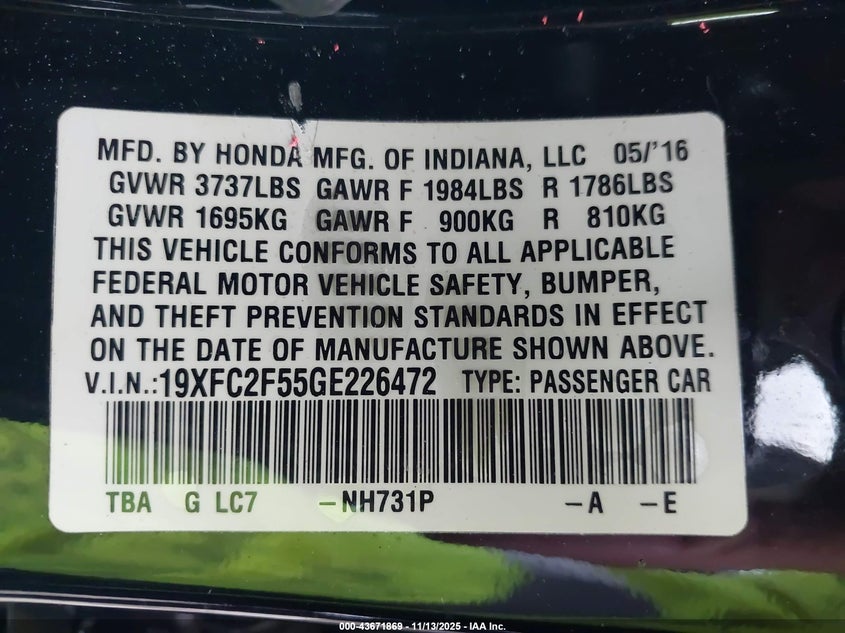 MFD. BY HONDA MFG. OF INDIANA, LLC 05/'16
GVWR 3737LBS GAWR F 1984LBS R 1786LBS
GVWR 1695KG GAWR F 900KG R 810KG
THIS VEHICLE CONFORMS TO ALL APPLICABLE
FEDERAL MOTOR VEHICLE SAFETY, BUMPER,
AND THEFT PREVENTION STANDARDS IN EFFECT
ON THE DATE OF MANUFACTURE SHOWN ABOVE.
V.I.N.:19XFC2F55GE226472 TYPE: PASSENGER CAR
TBA G LC7 –NH731P –A –E
000-43671869 - 11/13/2025 - IAA Inc.